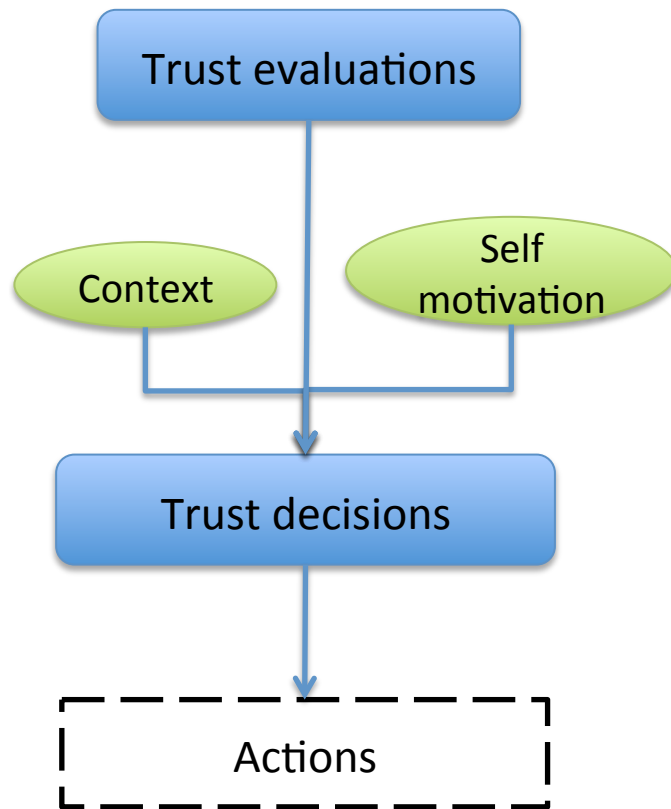 Trust evaluations
Context
Self
motivation
Trust decisions
Actions